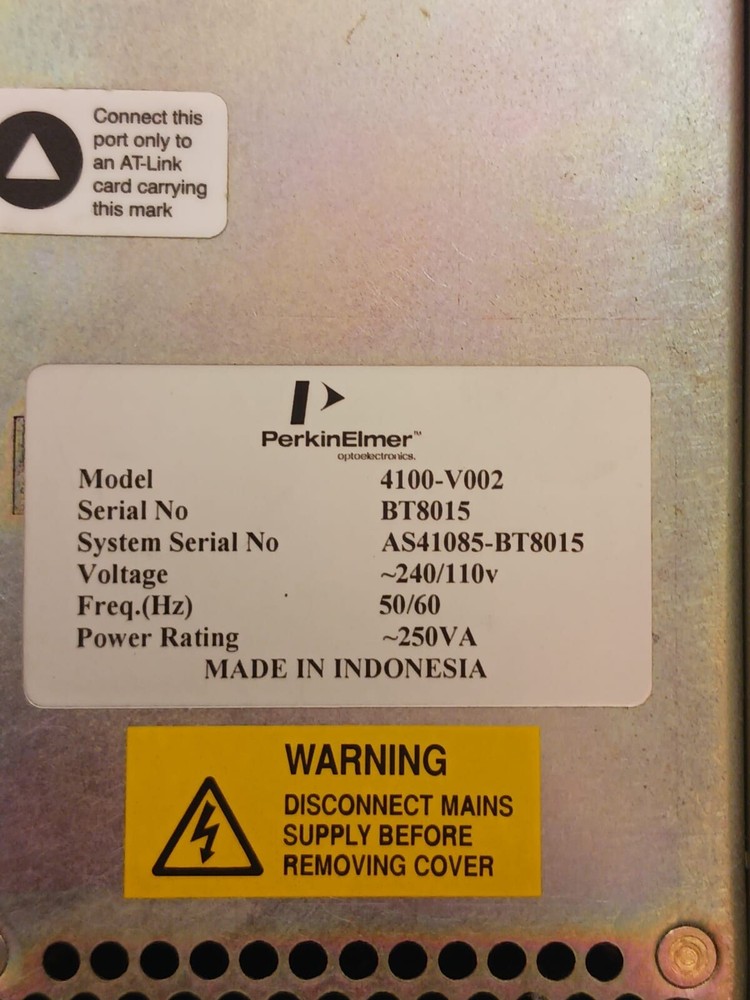 Connect this
port only to
an AT-Link
card carrying
this mark
PerkinElmer™
optoelectronics.
Model 4100-V002
Serial No BT8015
System Serial No AS41085-BT8015
Voltage ~240/110v
Freq.(Hz) 50/60
Power Rating ~250VA
MADE IN INDONESIA
WARNING
DISCONNECT MAINS
SUPPLY BEFORE
REMOVING COVER